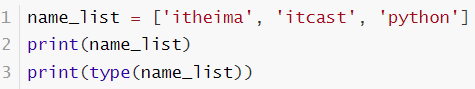 1 name_list = ['itheima', 'itcast', 'python']
2 print(name_list)
3 print(type(name_list))